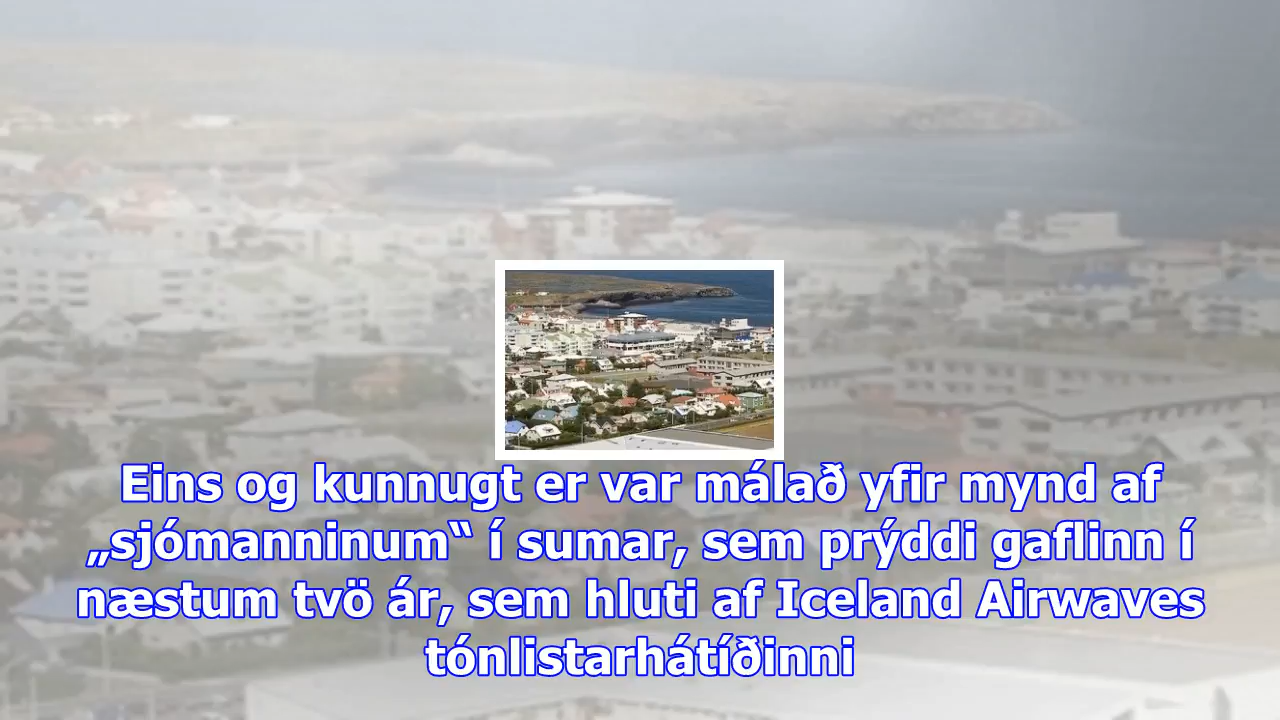 Eins og kunnugt er var málað yfir mynd af
„sjómanninum“ í sumar, sem prýddi gaflinn í
næstum tvö ár, sem hluti af Iceland Airwaves
tónlistarhátíðinni